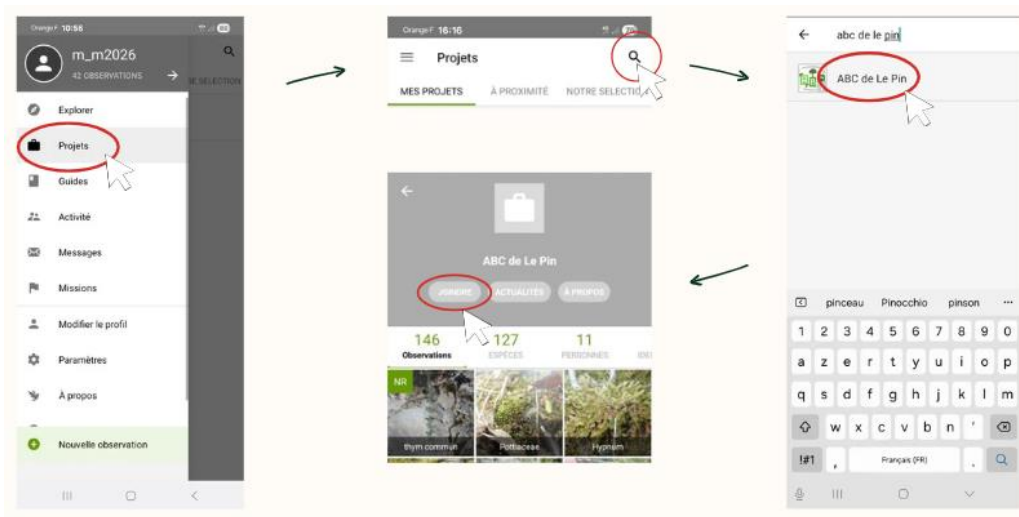 Orange F 10:58
m_m2026
42 OBSERVATIONS
Explorer
Projets
Guides
Activité
Messages
Missions
Modifier le profil
Paramètres
À propos
Nouvelle observation
Orange F 16:16
Projets
MES PROJETS À PROXIMITÉ NOTRE SELECTION
abc de le pin
ABC de Le Pin
pinceau Pinocchio pinson ...
1 2 3 4 5 6 7 8 9 0
a z e r t y u i o p
q s d f g h j k l m
w x c v b n '
!#1 , Français (FR) .
ABC de Le Pin
JOINDRE ACTUALITÉS À PROPOS
146 127 11
Observations ESPÈCES PERSONNES
NR
thym commun Pottiaceae Hypnum